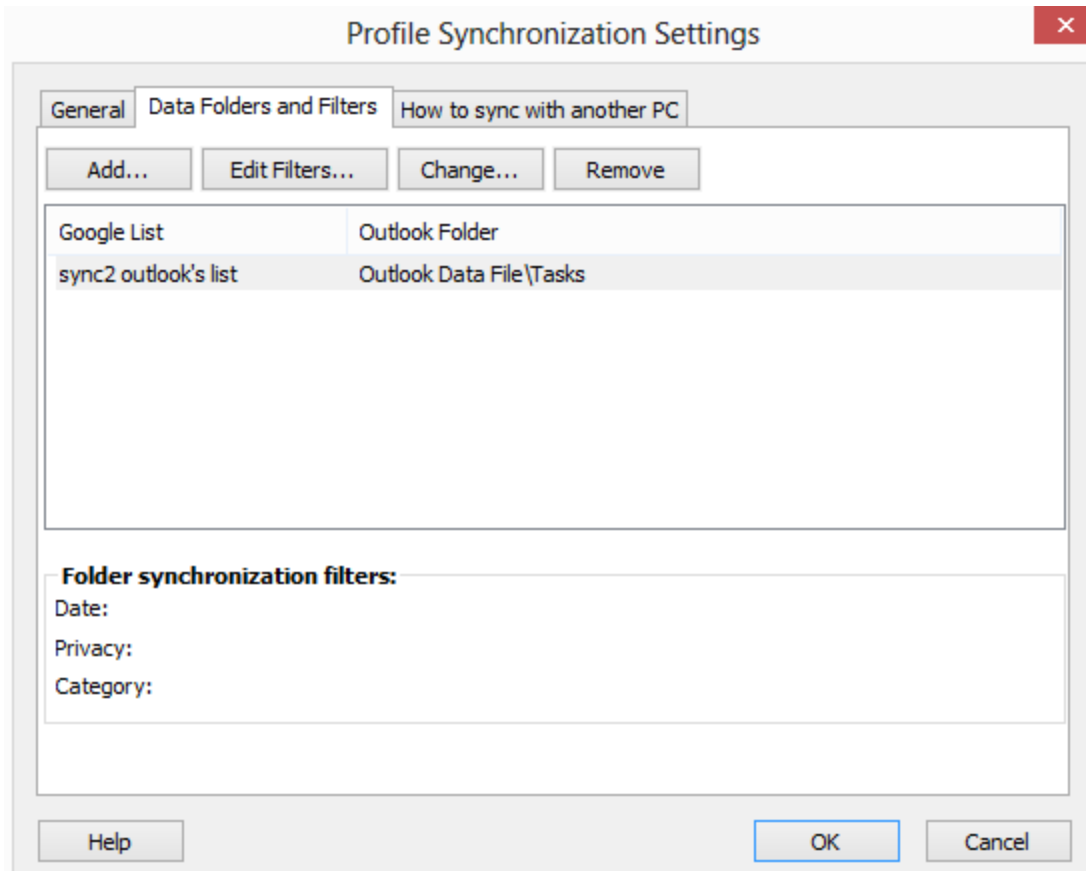 Profile Synchronization Settings
General Data Folders and Filters How to sync with another PC
Add... Edit Filters... Change... Remove
Google List Outlook Folder
sync2 outlook's list Outlook Data File\Tasks
Folder synchronization filters:
Date:
Privacy:
Category:
Help OK Cancel